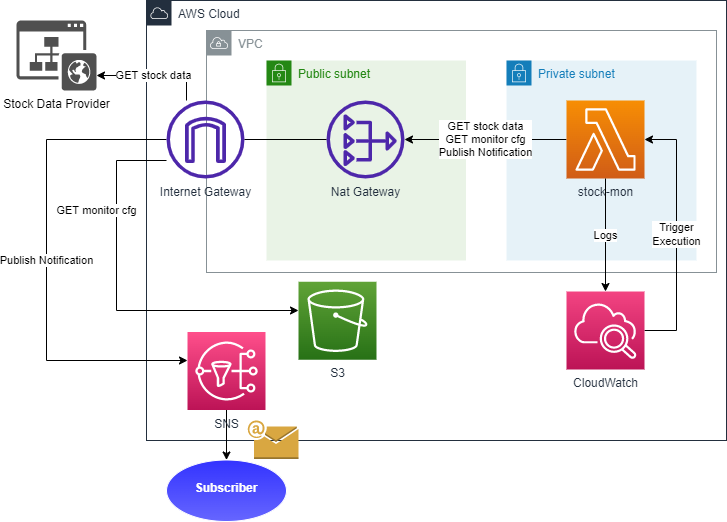 AWS Cloud
VPC
Public subnet
Private subnet
GET stock data
Stock Data Provider
GET stock data
GET monitor cfg
Publish Notification
Internet Gateway
Nat Gateway
stock-mon
GET monitor cfg
Logs
Trigger
Execution
Publish Notification
S3
CloudWatch
SNS
@
Subscriber